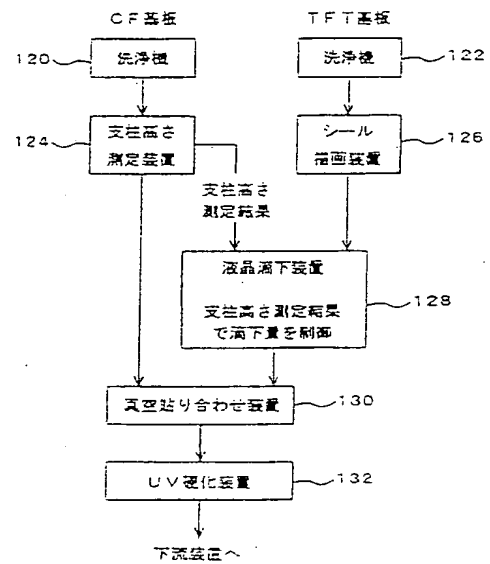 CF基板
TFT基板
120
洗浄機
洗浄機
122
124
支柱高さ
測定装置
シール
描画装置
126
支柱高さ
測定結果
液晶滴下装置
支柱高さ測定結果
で滴下量を制御
128
真空貼り合わせ装置
130
UV硬化装置
132
下流装置へ